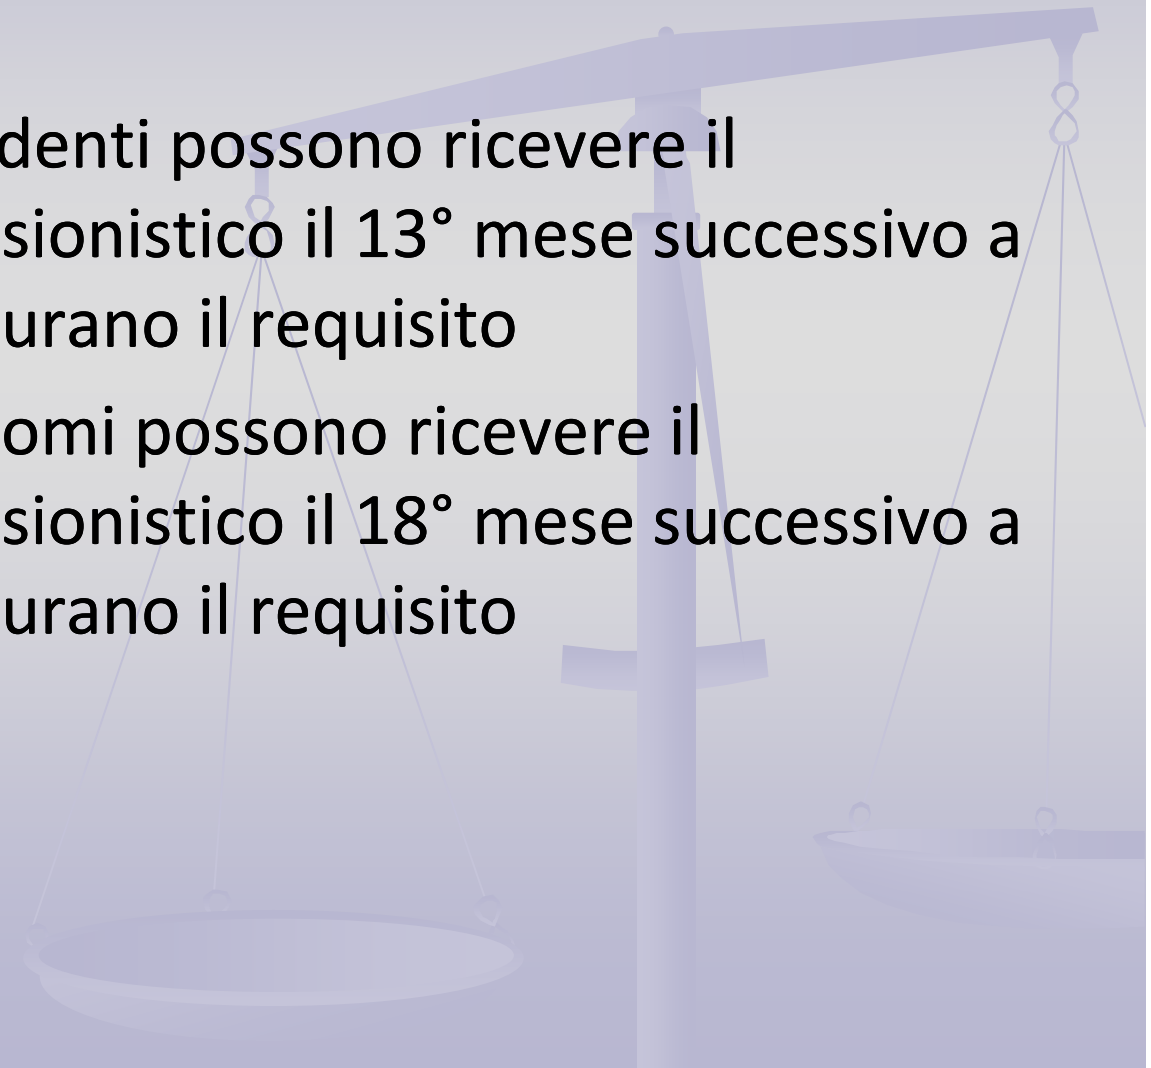 denti possono ricevere il
sionistico il 13° mese successivo a
urano il requisito
omi possono ricevere il
sionistico il 18° mese successivo a
urano il requisito